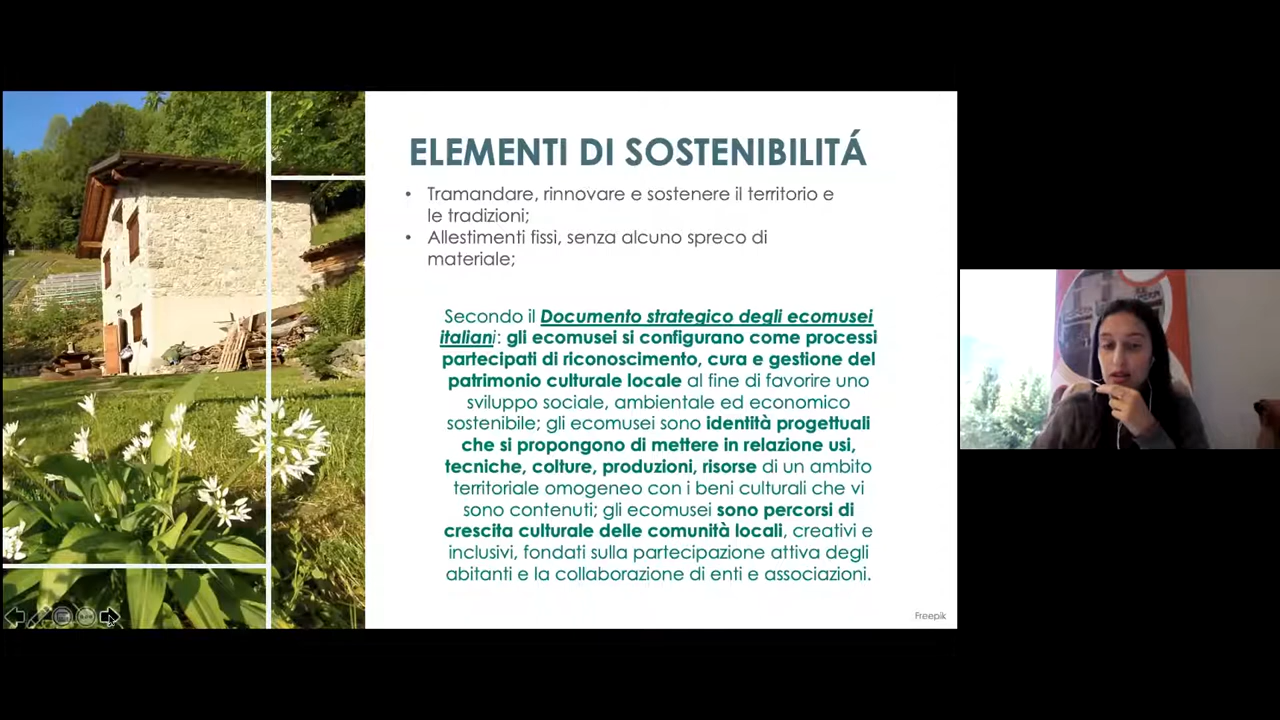 ELEMENTI DI SOSTENIBILITÁ
• Tramandare, rinnovare e sostenere il territorio e
le tradizioni;
• Allestimenti fissi, senza alcuno spreco di
materiale;
Secondo il Documento strategico degli ecomusei
italiani: gli ecomusei si configurano come processi
partecipati di riconoscimento, cura e gestione del
patrimonio culturale locale al fine di favorire uno
sviluppo sociale, ambientale ed economico
sostenibile; gli ecomusei sono identità progettuali
che si propongono di mettere in relazione usi,
tecniche, colture, produzioni, risorse di un ambito
territoriale omogeneo con i beni culturali che vi
sono contenuti; gli ecomusei sono percorsi di
crescita culturale delle comunità locali, creativi e
inclusivi, fondati sulla partecipazione attiva degli
abitanti e la collaborazione di enti e associazioni.
Freepik